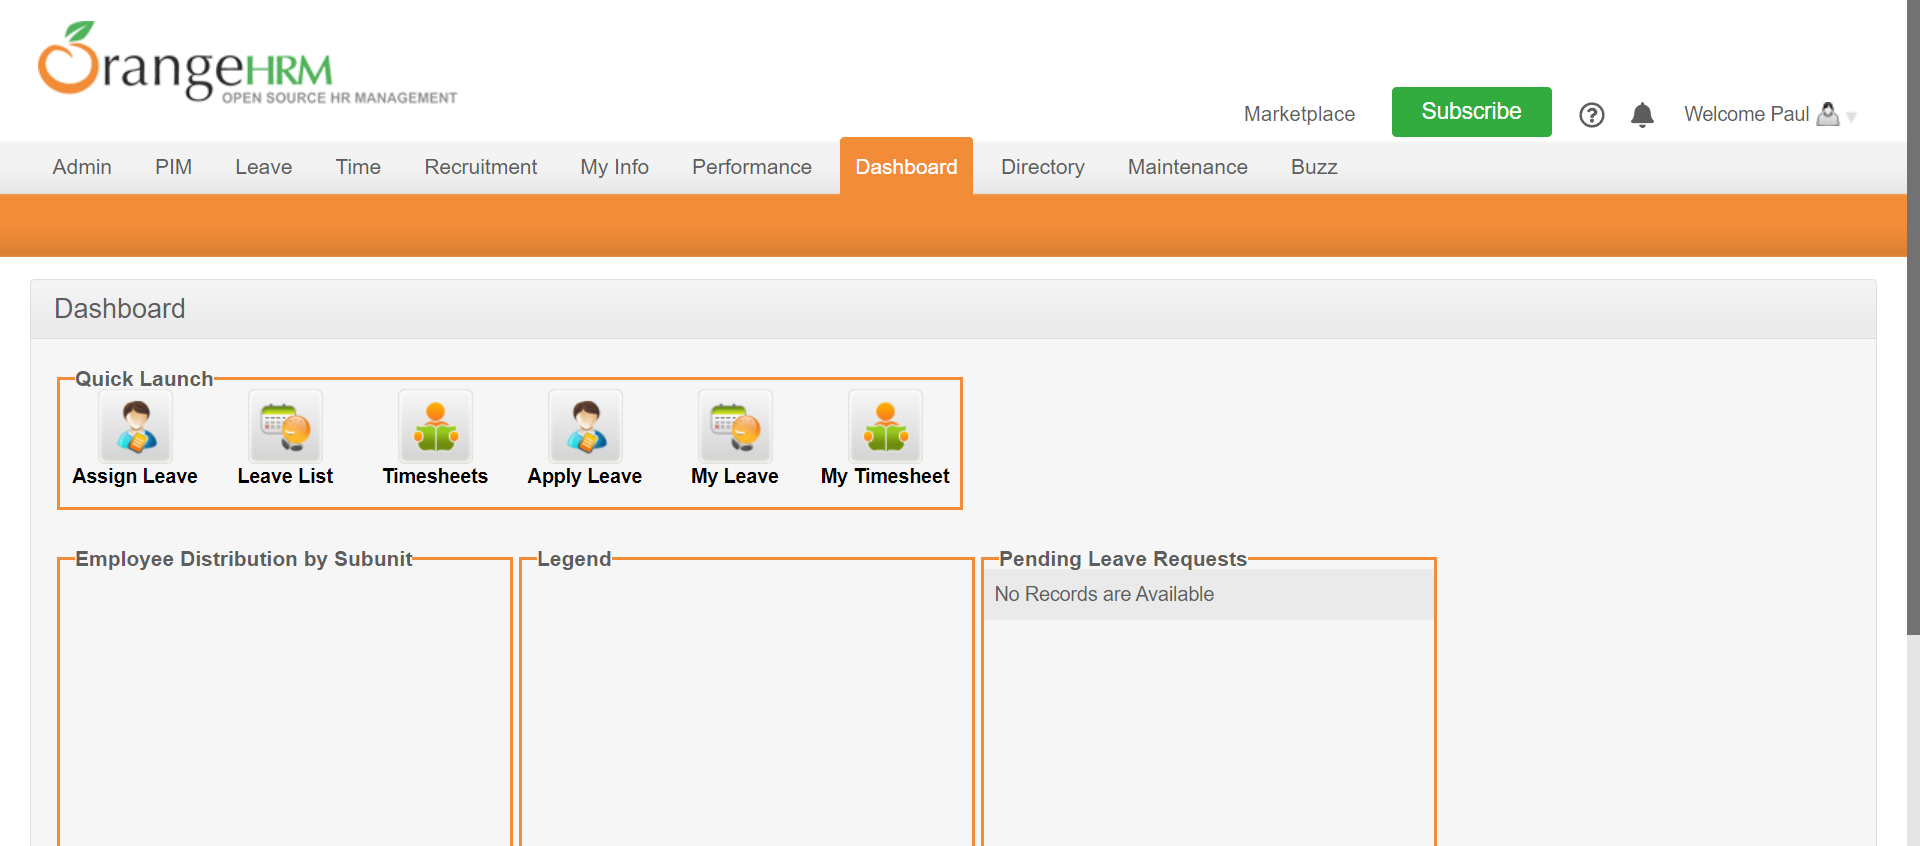 OrangeHRM
OPEN SOURCE HR MANAGEMENT
Marketplace
Subscribe
?
Welcome Paul
Admin PIM Leave Time Recruitment My Info Performance Dashboard Directory Maintenance Buzz
Dashboard
Quick Launch
Assign Leave Leave List Timesheets Apply Leave My Leave My Timesheet
Employee Distribution by Subunit
Legend
Pending Leave Requests
No Records are Available